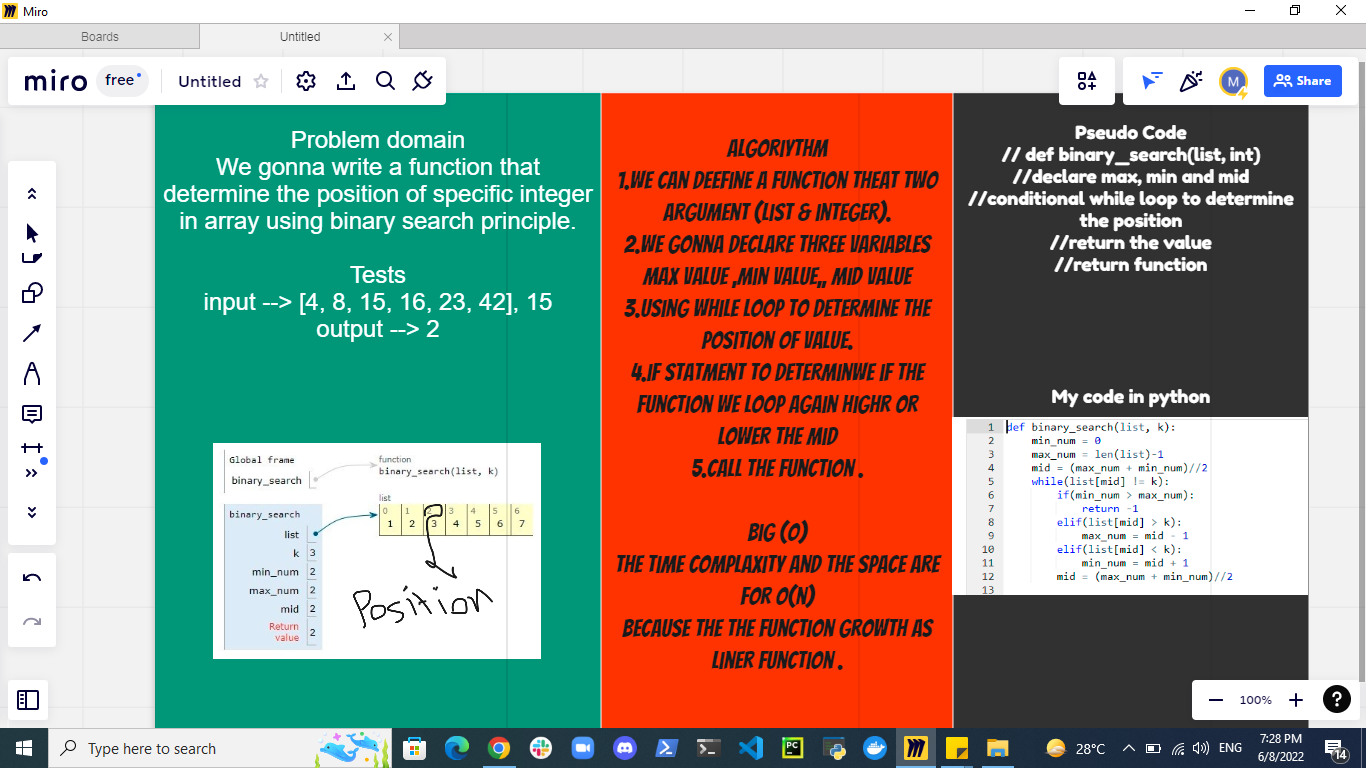 Miro
Boards
Untitled
miro free Untitled
M Share
Problem domain
We gonna write a function that
determine the position of specific integer
in array using binary search principle.
Tests
input --> [4, 8, 15, 16, 23, 42], 15
output --> 2
Global frame
binary_search
function
binary_search(list, k)
list
0 1 2 3 4 5 6
1 2 3 4 5 6 7
binary_search
list
k 3
min_num 2
max_num 2
mid 2
Return
value 2
Position
ALGORIYTHM
1.WE CAN DEEFINE A FUNCTION THEAT TWO
ARGUMENT (LIST & INTEGER).
2.WE GONNA DECLARE THREE VARIABLES
MAX VALUE ,MIN VALUE,, MID VALUE
3.USING WHILE LOOP TO DETERMINE THE
POSITION OF VALUE.
4.IF STATMENT TO DETERMINWE IF THE
FUNCTION WE LOOP AGAIN HIGHR OR
LOWER THE MID
5.CALL THE FUNCTION .
BIG (O)
THE TIME COMPLAXITY AND THE SPACE ARE
FOR O(N)
BECAUSE THE THE FUNCTION GROWTH AS
LINER FUNCTION .
Pseudo Code
// def binary_search(list, int)
//declare max, min and mid
//conditional while loop to determine
the position
//return the value
//return function
My code in python
1 def binary_search(list, k):
2 min_num = 0
3 max_num = len(list)-1
4 mid = (max_num + min_num)//2
5 while(list[mid] != k):
6 if(min_num > max_num):
7 return -1
8 elif(list[mid] > k):
9 max_num = mid - 1
10 elif(list[mid] < k):
11 min_num = mid + 1
12 mid = (max_num + min_num)//2
13
100%
?
Type here to search
PC
28°C
ENG
7:28 PM
6/8/2022
14